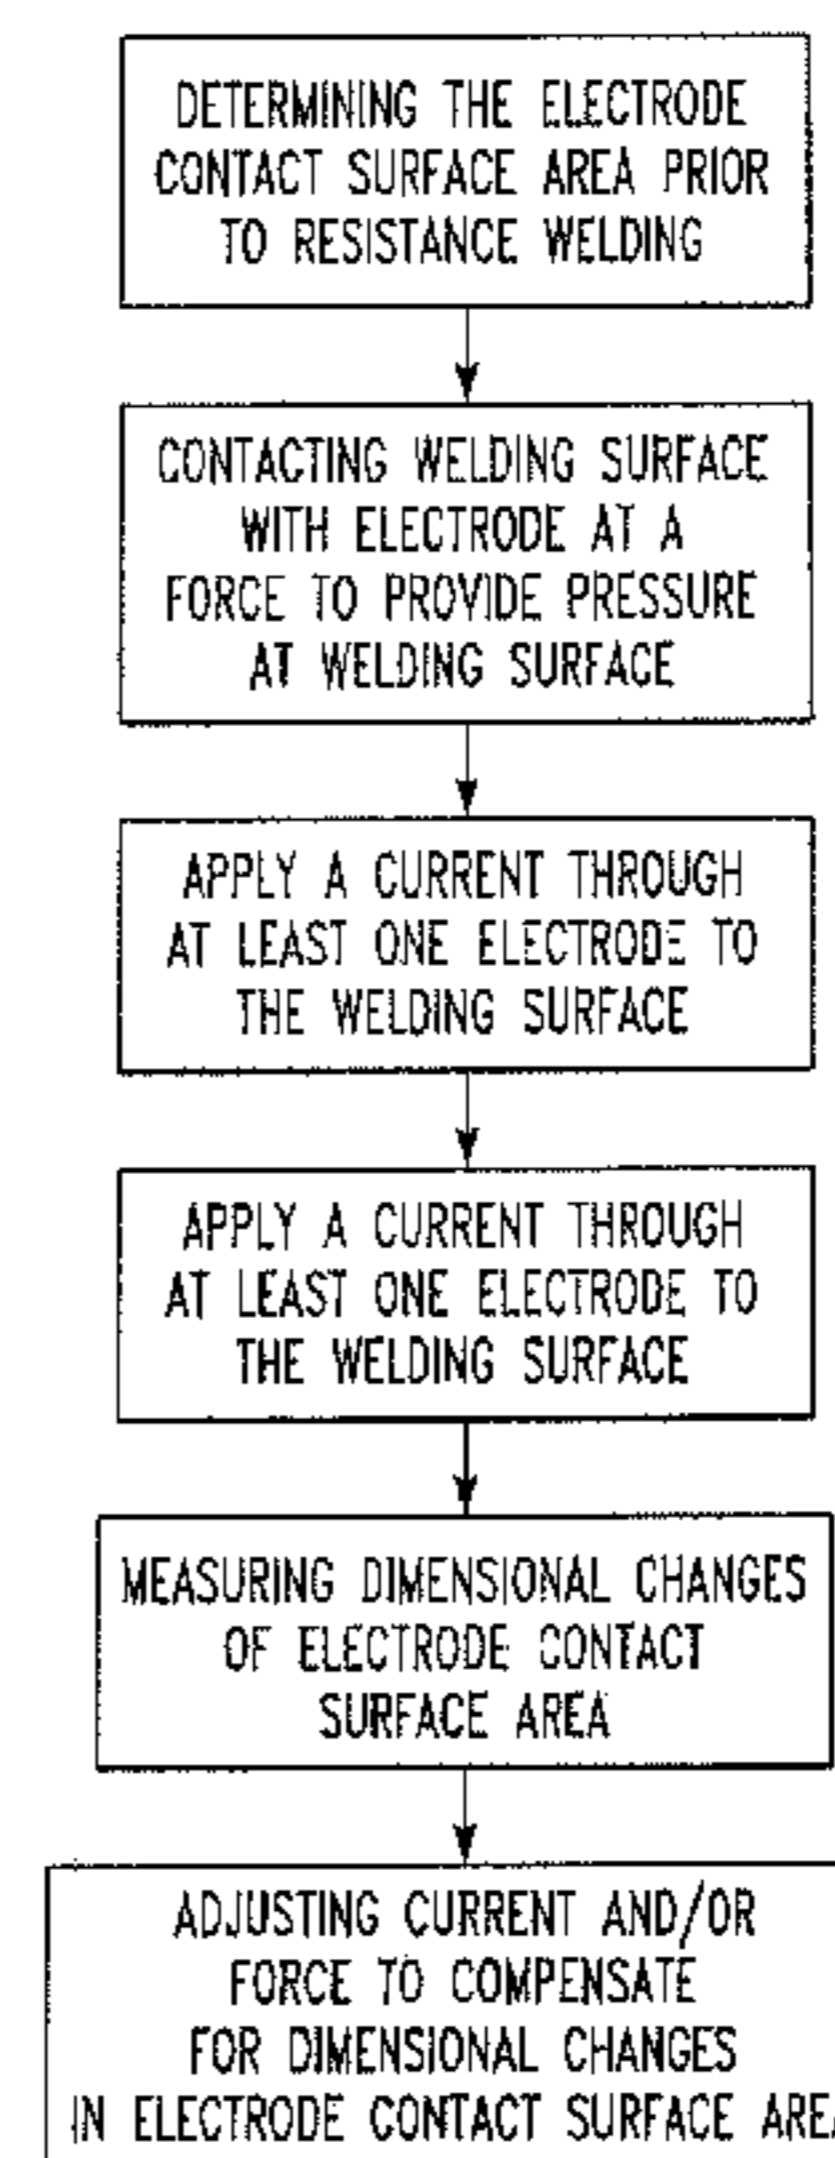 DETERMINING THE ELECTRODE
CONTACT SURFACE AREA PRIOR
TO RESISTANCE WELDING
CONTACTING WELDING SURFACE
WITH ELECTRODE AT A
FORCE TO PROVIDE PRESSURE
AT WELDING SURFACE
APPLY A CURRENT THROUGH
AT LEAST ONE ELECTRODE TO
THE WELDING SURFACE
APPLY A CURRENT THROUGH
AT LEAST ONE ELECTRODE TO
THE WELDING SURFACE
MEASURING DIMENSIONAL CHANGES
OF ELECTRODE CONTACT
SURFACE AREA
ADJUSTING CURRENT AND/OR
FORCE TO COMPENSATE
FOR DIMENSIONAL CHANGES
IN ELECTRODE CONTACT SURFACE AREA